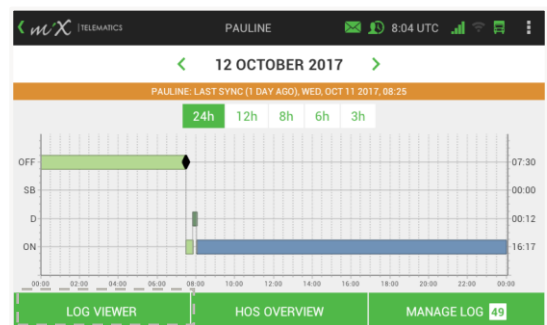 miX TELEMATICS PAULINE 8:04 UTC
12 OCTOBER 2017
PAULINE: LAST SYNC (1 DAY AGO), WED, OCT 11 2017, 08:25
24h 12h 8h 6h 3h
OFF 07:30
SB 00:00
D 00:12
ON 16:17
00:00 02:00 04:00 06:00 08:00 10:00 12:00 14:00 16:00 18:00 20:00 22:00 00:00
LOG VIEWER HOS OVERVIEW MANAGE LOG 49